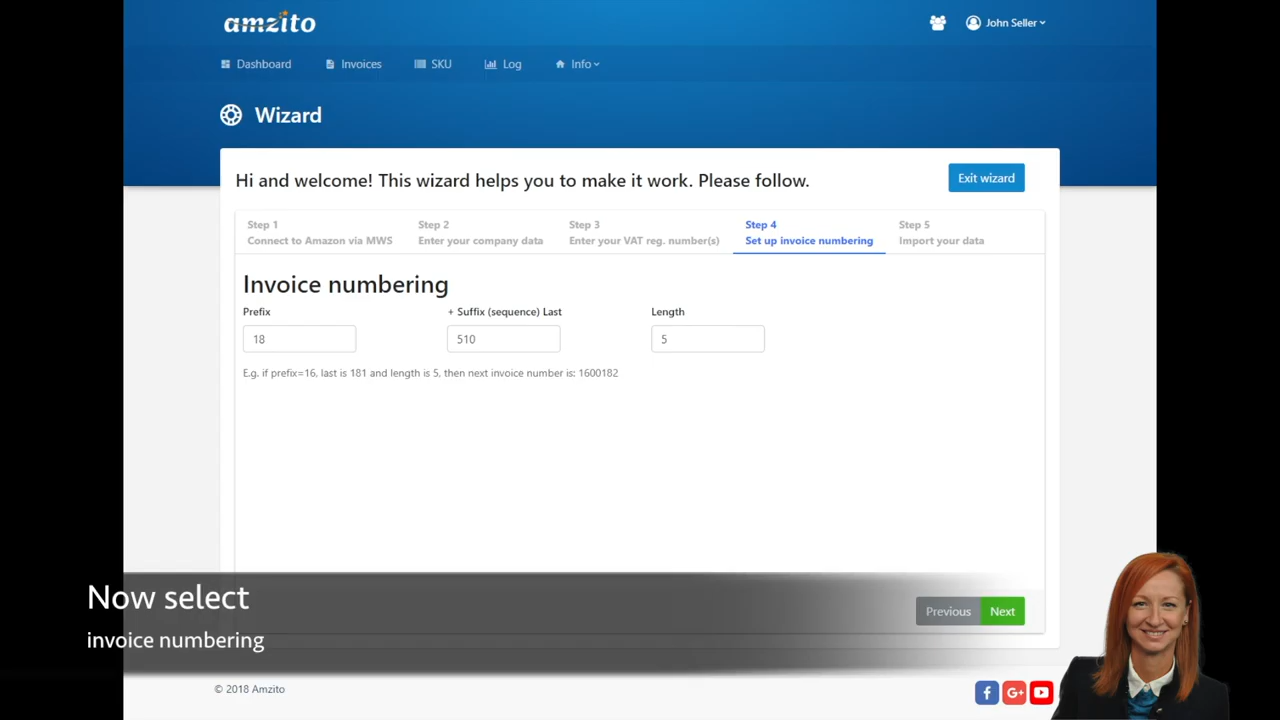 amzito
John Seller
Dashboard
Invoices
SKU
Log
Info
Wizard
Hi and welcome! This wizard helps you to make it work. Please follow.
Exit wizard
Step 1
Connect to Amazon via MWS
Step 2
Enter your company data
Step 3
Enter your VAT reg. number(s)
Step 4
Set up invoice numbering
Step 5
Import your data
Invoice numbering
Prefix
+ Suffix (sequence) Last
Length
18
510
5
E.g. if prefix=16, last is 181 and length is 5, then next invoice number is: 1600182
Now select
invoice numbering
Previous
Next
© 2018 Amzito
f
G+